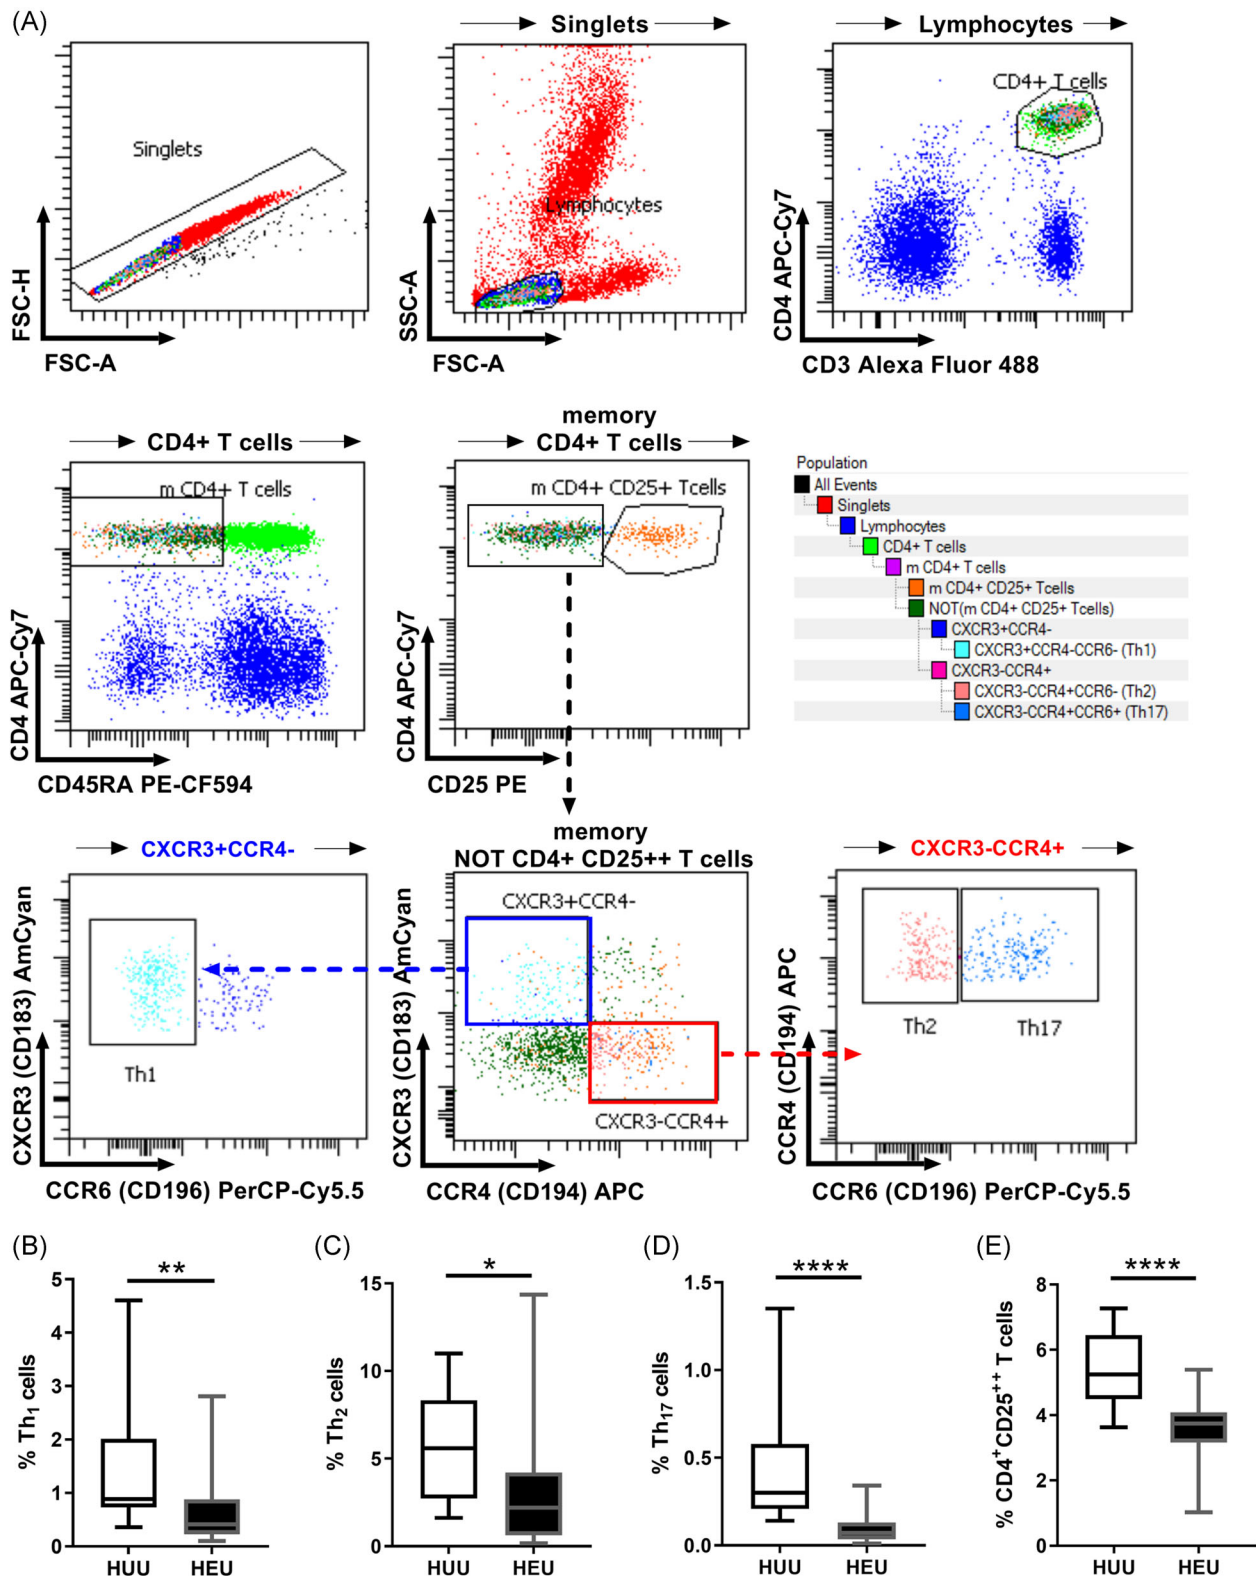 (A)
Singlets
Lymphocytes
Singlets
Lymphocytes
CD4+ T cells
FSC-H
FSC-A
SSC-A
FSC-A
CD4 APC-Cy7
CD3 Alexa Fluor 488
CD4+ T cells
memory
CD4+ T cells
m CD4+ T cells
m CD4+ CD25+ Tcells
CD4 APC-Cy7
CD45RA PE-CF594
CD4 APC-Cy7
CD25 PE
Population
All Events
Singlets
Lymphocytes
CD4+ T cells
m CD4+ T cells
m CD4+ CD25+ Tcells
NOT(m CD4+ CD25+ Tcells)
CXCR3+CCR4-
CXCR3+CCR4-CCR6- (Th1)
CXCR3-CCR4+
CXCR3-CCR4+CCR6- (Th2)
CXCR3-CCR4+CCR6+ (Th17)
CXCR3+CCR4-
memory
NOT CD4+ CD25++ T cells
CXCR3-CCR4+
CXCR3 (CD183) AmCyan
Th1
CCR6 (CD196) PerCP-Cy5.5
CXCR3 (CD183) AmCyan
CXCR3+CCR4-
CXCR3-CCR4+
CCR4 (CD194) APC
CCR4 (CD194) APC
Th2
Th17
CCR6 (CD196) PerCP-Cy5.5
(B)
% Th1 cells
5
4
3
2
1
0
**
HUU
HEU
(C)
% Th2 cells
15
10
5
0
*
HUU
HEU
(D)
% Th17 cells
1.5
1.0
0.5
0.0
****
HUU
HEU
(E)
% CD4+CD25++ T cells
8
6
4
2
0
****
HUU
HEU